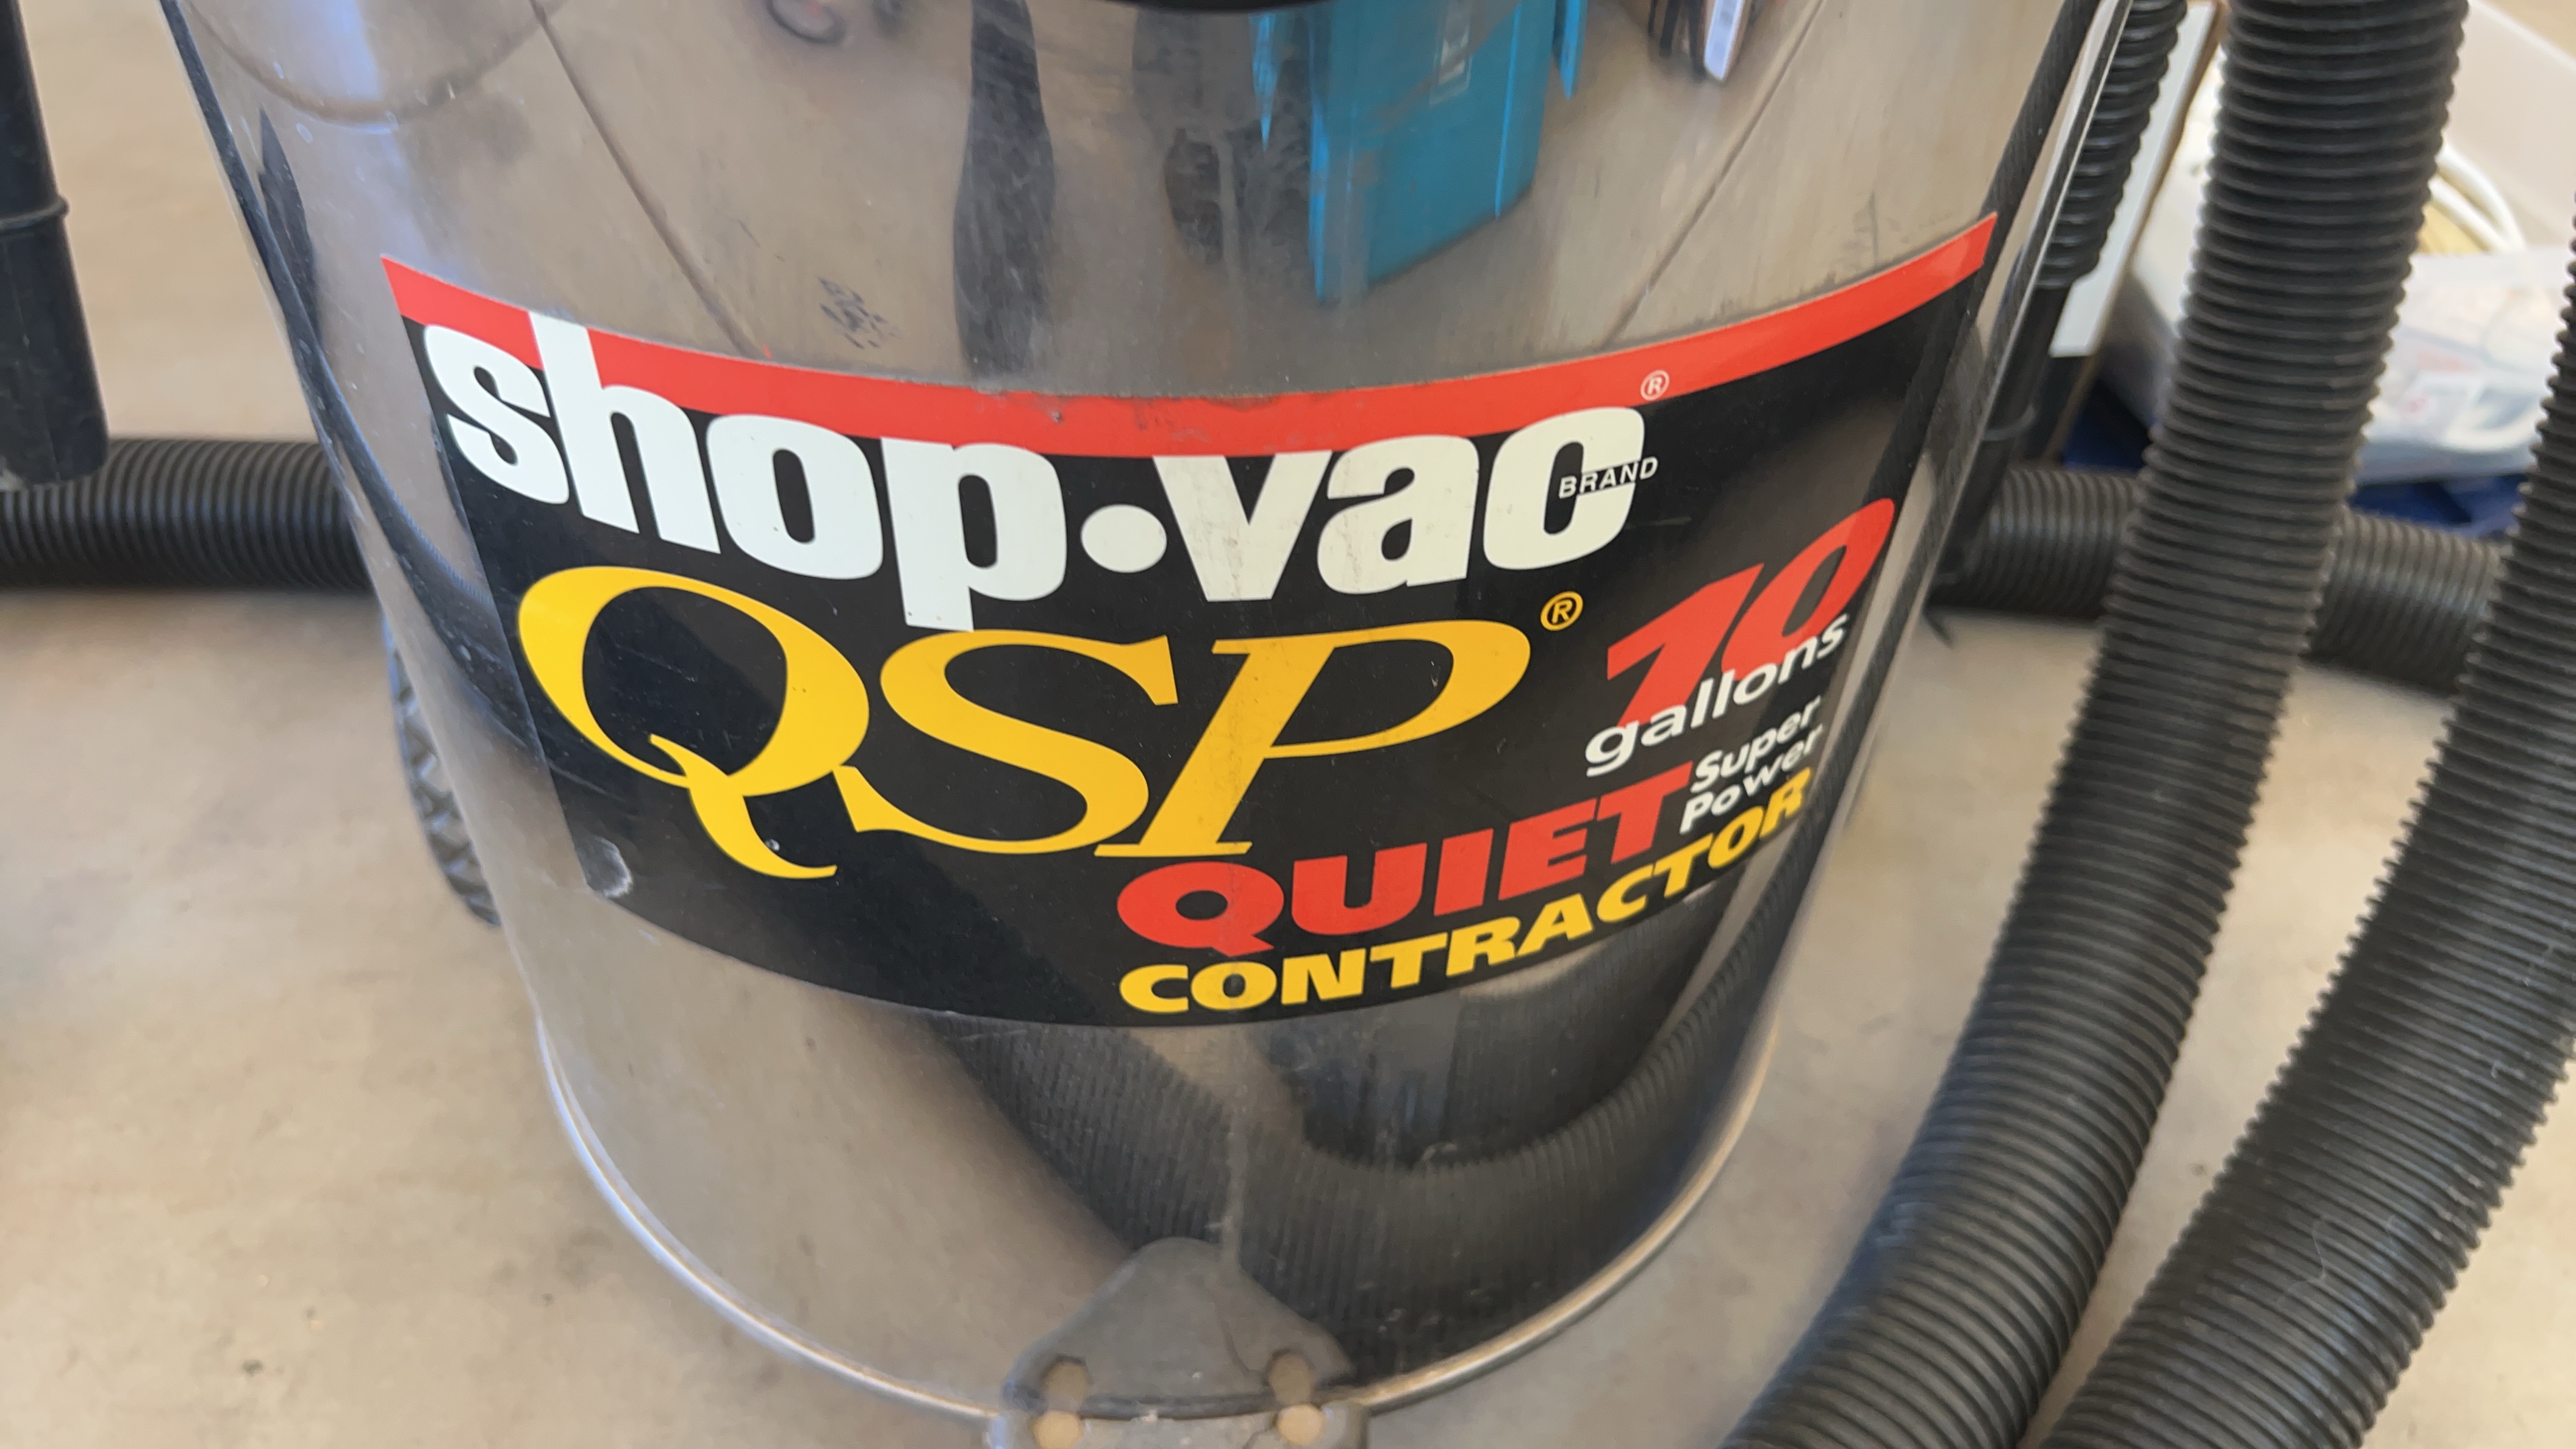 shop·vac®
BRAND
QSP®
10
gallons
QUIET Super
Power
CONTRACTOR